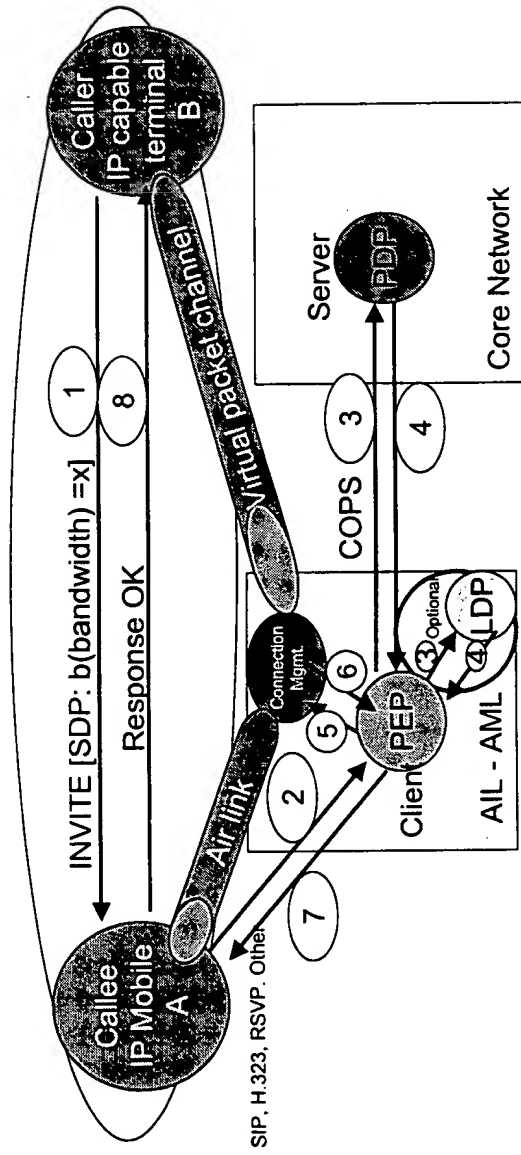 Caller
IP capable
terminal
B
1
INVITE [SDP: b(bandwidth) =x]
8
Response OK
Callee
IP Mobile
A
Virtual packet channel
Air link
Connection
Mgmt.
Server
PDP
Core Network
3
COPS
4
2
7
SIP, H.323, RSVP. Other
5
6
Client
PEP
3
Optional
4
LDP
AIL - AML